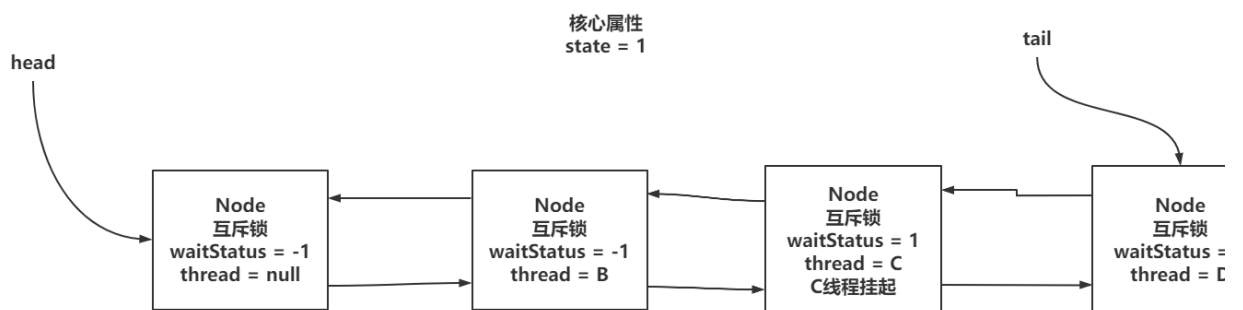 核心属性
state = 1
head
tail
Node
互斥锁
waitStatus = -1
thread = null
Node
互斥锁
waitStatus = -1
thread = B
Node
互斥锁
waitStatus = 1
thread = C
C线程挂起
Node
互斥锁
waitStatus =
thread = D